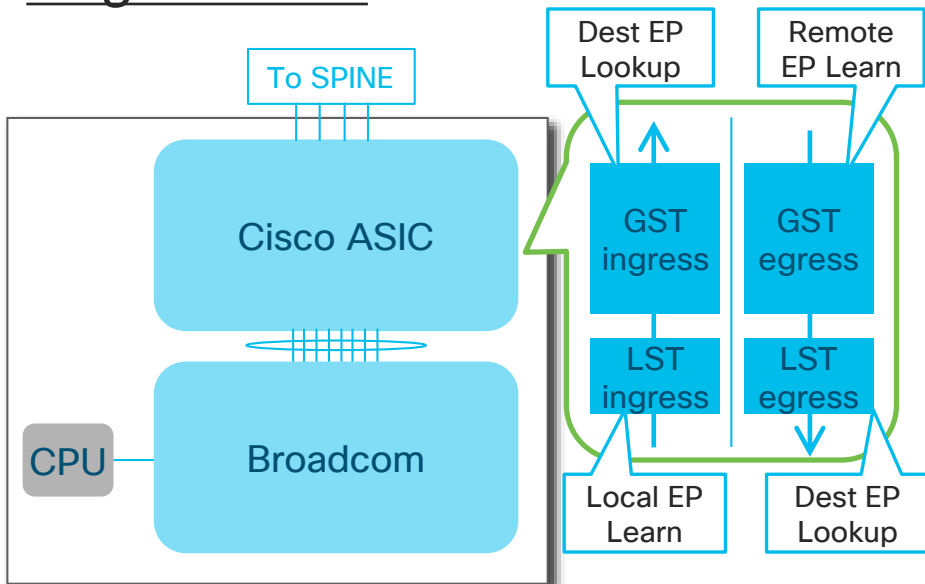 Dest EP
Lookup
Remote
EP Learn
To SPINE
Cisco ASIC
GST
ingress
GST
egress
LST
ingress
LST
egress
CPU
Broadcom
Local EP
Learn
Dest EP
Lookup